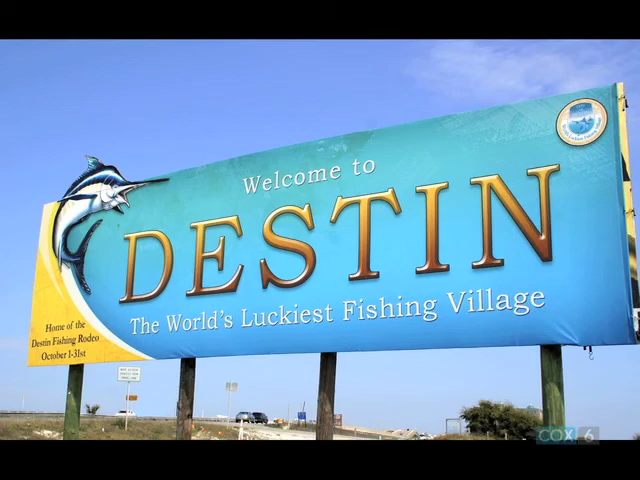 Welcome to
DESTIN
The World's Luckiest Fishing Village
Home of the
Destin Fishing Rodeo
October 1-31st
COX 6